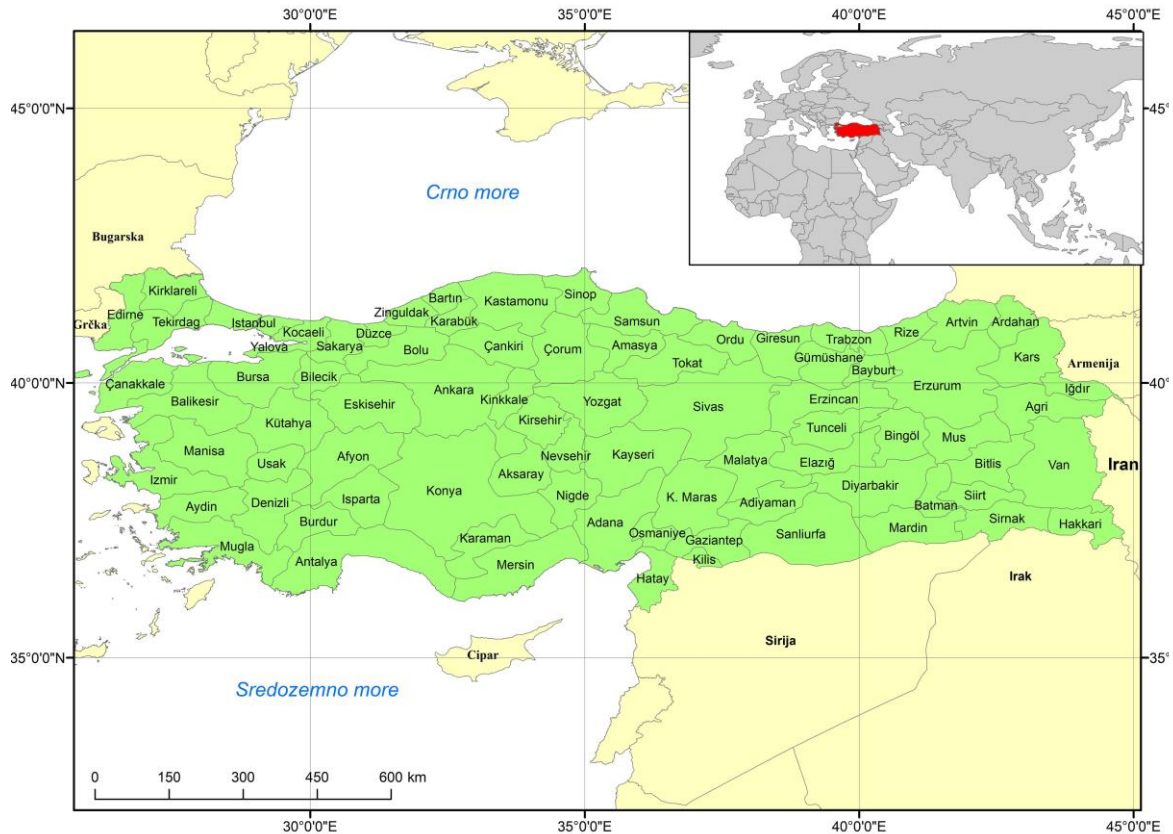 30°0'0"E 35°0'0"E 40°0'0"E 45°0'0"E
45°0'0"N
45°
Crno more
Bugarska
Kirklareli
Sinop
Bartın
Kastamonu
Edirne
Grčka
Tekirdag
Istanbul
Zinguldak
Karabük
Samsun
Artvin
Ardahan
Kocaeli
Düzce
Ordu
Giresun
Trabzon
Rize
Yalova
Sakarya
Bolu
Çankiri
Çorum
Amasya
Gümüshane
Kars
Armenija
Tokat
Bayburt
40°0'0"N
40°
Çanakkale
Bursa
Bilecik
Ankara
Erzurum
Iğdır
Balikesir
Eskisehir
Kinkkale
Yozgat
Sivas
Erzincan
Agri
Kütahya
Kirsehir
Tunceli
Bingöl
Mus
Manisa
Usak
Afyon
Nevsehir
Kayseri
Malatya
Elazığ
Bitlis
Van
Iran
Izmir
Aksaray
Konya
Diyarbakir
Aydin
Denizli
Isparta
Nigde
K. Maras
Adiyaman
Batman
Siirt
Burdur
Adana
Osmaniye
Gaziantep
Sanliurfa
Mardin
Sirnak
Hakkari
Mugla
Antalya
Karaman
Mersin
Kilis
Hatay
Irak
Sirija
Cipar
35°0'0"N
35°
Sredozemno more
0 150 300 450 600 km
30°0'0"E 35°0'0"E 40°0'0"E 45°0'0"E